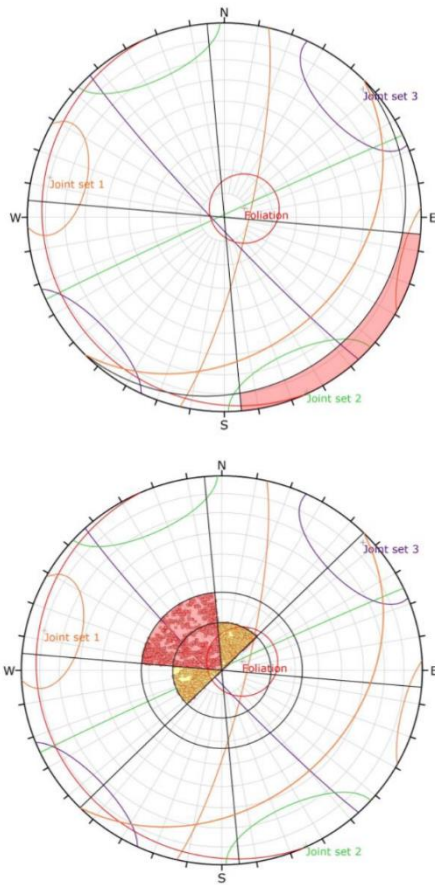 N
Joint set 3
Joint set 1
W
Foliation
E
Joint set 2
S
N
Joint set 3
Joint set 1
W
Foliation
E
Joint set 2
S